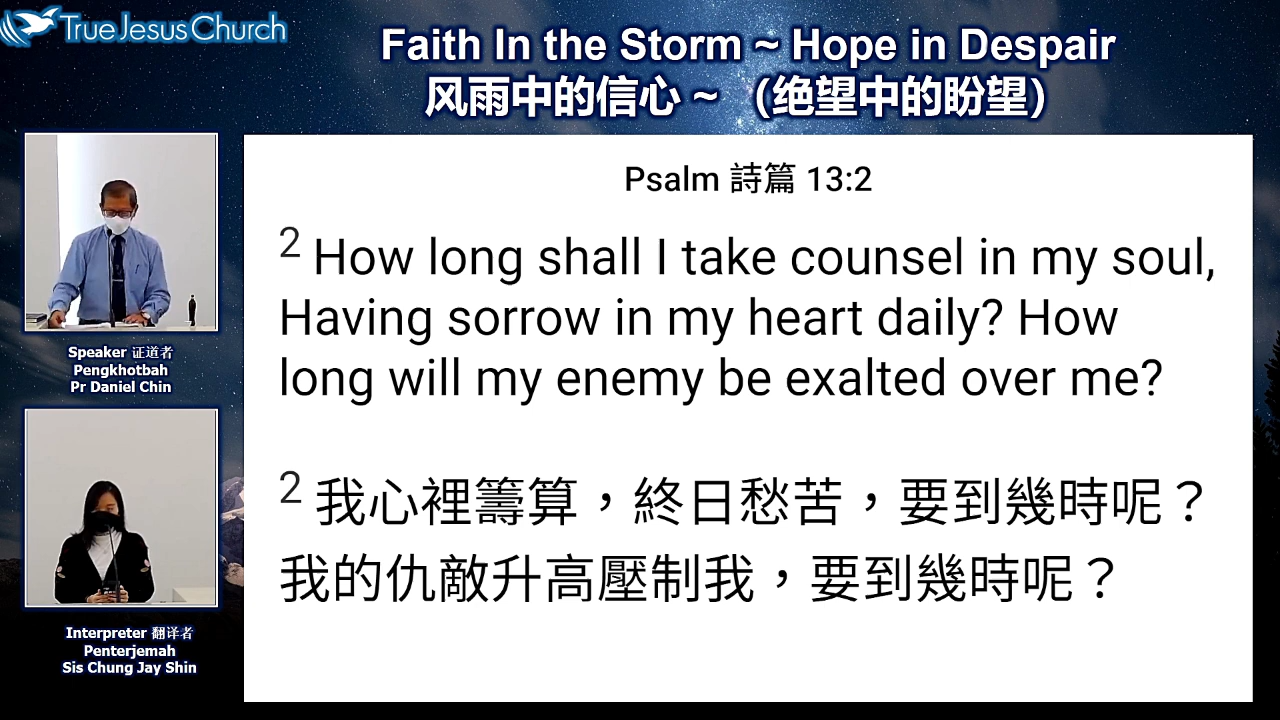 True Jesus Church
Faith In the Storm ~ Hope in Despair
风雨中的信心 ~ （绝望中的盼望）
Speaker 证道者
Pengkhotbah
Pr Daniel Chin
Interpreter 翻译者
Penterjemah
Sis Chung Jay Shin
Psalm 詩篇 13:2
2 How long shall I take counsel in my soul,
Having sorrow in my heart daily? How
long will my enemy be exalted over me?
2 我心裡籌算，終日愁苦，要到幾時呢？
我的仇敵升高壓制我，要到幾時呢？